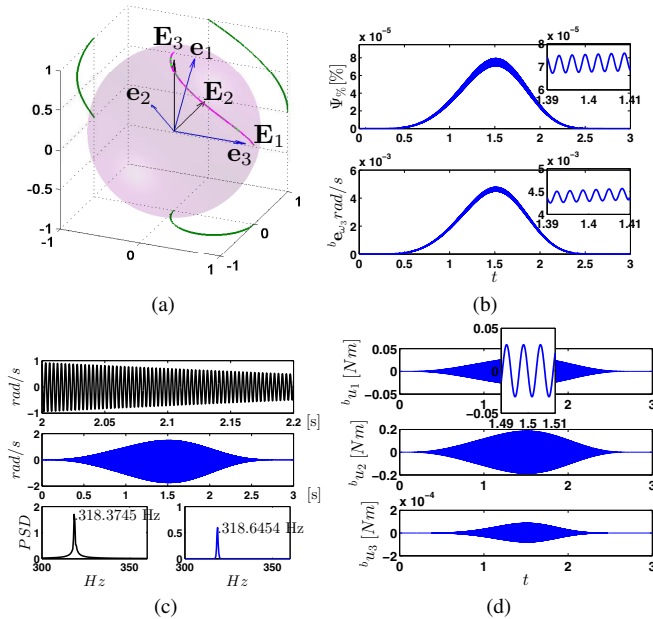 E₃ e₁
e₂ E₂
E₁
e₃
1
0.5
0
-0.5
-1
-1
0
1 -1
0
1
(a)
x 10⁻⁵
Ψ% [%]
8
6
4
2
0
0 0.5 1 1.5 2 2.5 3
x 10⁻⁵
8
7
6
1.39 1.4 1.41
x 10⁻³
ᵇe_ω₃ rad/s
6
4
2
0
0 0.5 1 1.5 2 2.5 3
x 10⁻³
5
4.5
4
1.39 1.4 1.41
t
(b)
rad/s
1
0
-1
2 2.05 2.1 2.15 2.2 [s]
rad/s
2
0
-2
0 0.5 1 1.5 2 2.5 3 [s]
PSD
2
1
0
318.3745 Hz
300 350
Hz
1
0.5
0
318.6454 Hz
300 350
Hz
(c)
ᵇu₁ [Nm]
0.05
0
-0.05
0 1 2 3
0.05
0
-0.05
1.49 1.5 1.51
ᵇu₂ [Nm]
0.2
0
-0.2
0 1 2 3
x 10⁻⁴
ᵇu₃ [Nm]
2
0
-2
0 1 2 3
t
(d)